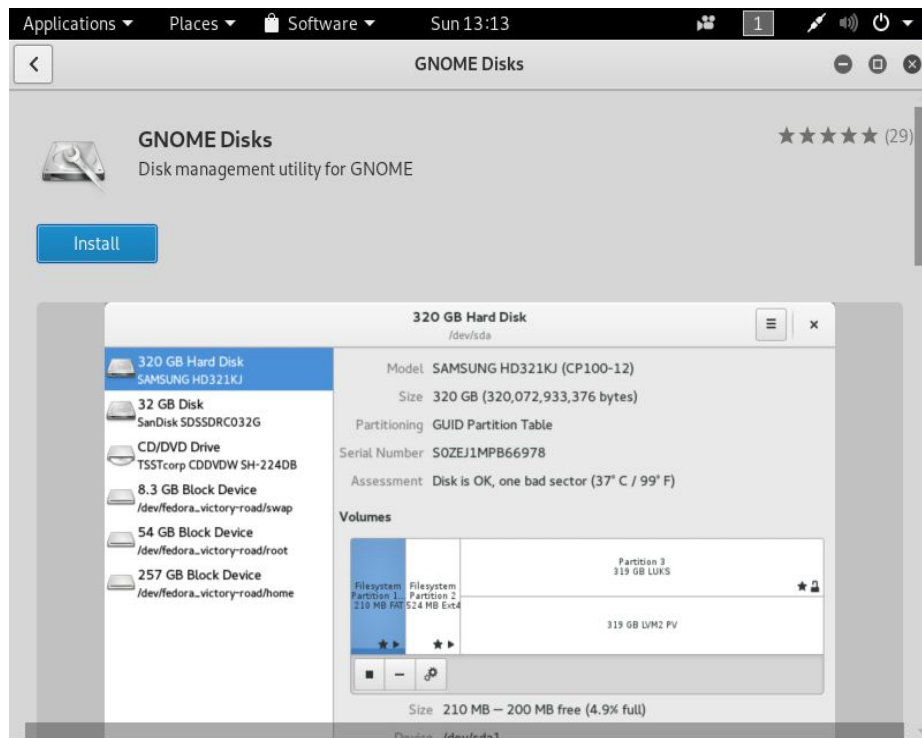 Applications Places Software Sun 13:13 1
GNOME Disks
GNOME Disks
Disk management utility for GNOME
(29)
Install
320 GB Hard Disk
/dev/sda
320 GB Hard Disk
SAMSUNG HD321KJ
32 GB Disk
SanDisk SDSSDRC032G
CD/DVD Drive
TSSTcorp CDDVDW SH-224DB
8.3 GB Block Device
/dev/fedora_victory-road/swap
54 GB Block Device
/dev/fedora_victory-road/root
257 GB Block Device
/dev/fedora_victory-road/home
Model SAMSUNG HD321KJ (CP100-12)
Size 320 GB (320,072,933,376 bytes)
Partitioning GUID Partition Table
Serial Number S0ZEJ1MPB66978
Assessment Disk is OK, one bad sector (37° C / 99° F)
Volumes
Filesystem
Partition 1...
210 MB FAT
Filesystem
Partition 2
524 MB Ext4
Partition 3
319 GB LUKS
319 GB LVM2 PV
Size 210 MB — 200 MB free (4.9% full)
Device /dev/sda1